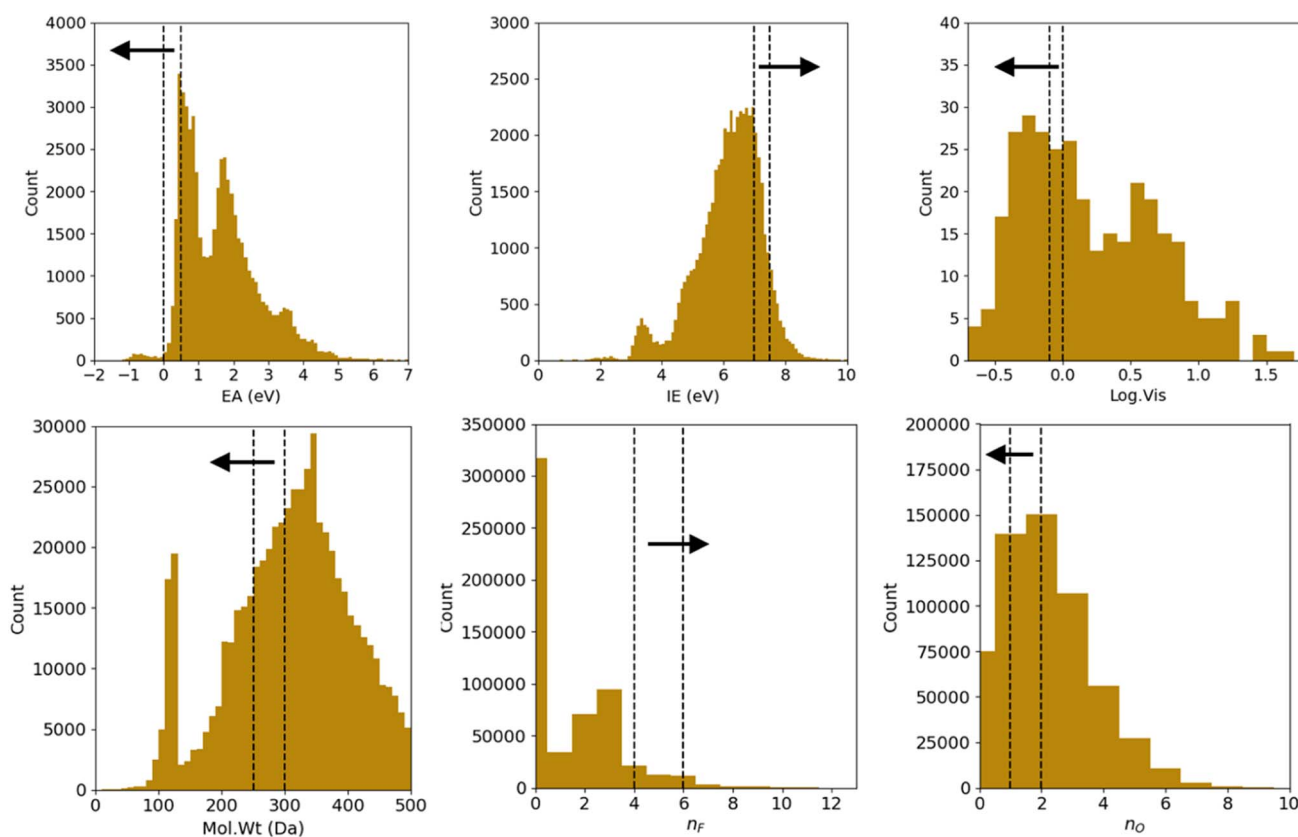 4000
3500
3000
2500
2000
1500
1000
500
0
Count
−2 −1 0 1 2 3 4 5 6 7
EA (eV)
3000
2500
2000
1500
1000
500
0
Count
0 2 4 6 8 10
IE (eV)
40
35
30
25
20
15
10
5
0
Count
−0.5 0.0 0.5 1.0 1.5
Log.Vis
30000
25000
20000
15000
10000
5000
0
Count
100 200 300 400 500
Mol.Wt (Da)
350000
300000
250000
200000
150000
100000
50000
0
Count
0 2 4 6 8 10 12
n_F
200000
175000
150000
125000
100000
75000
50000
25000
0
Count
0 2 4 6 8 10
n_O